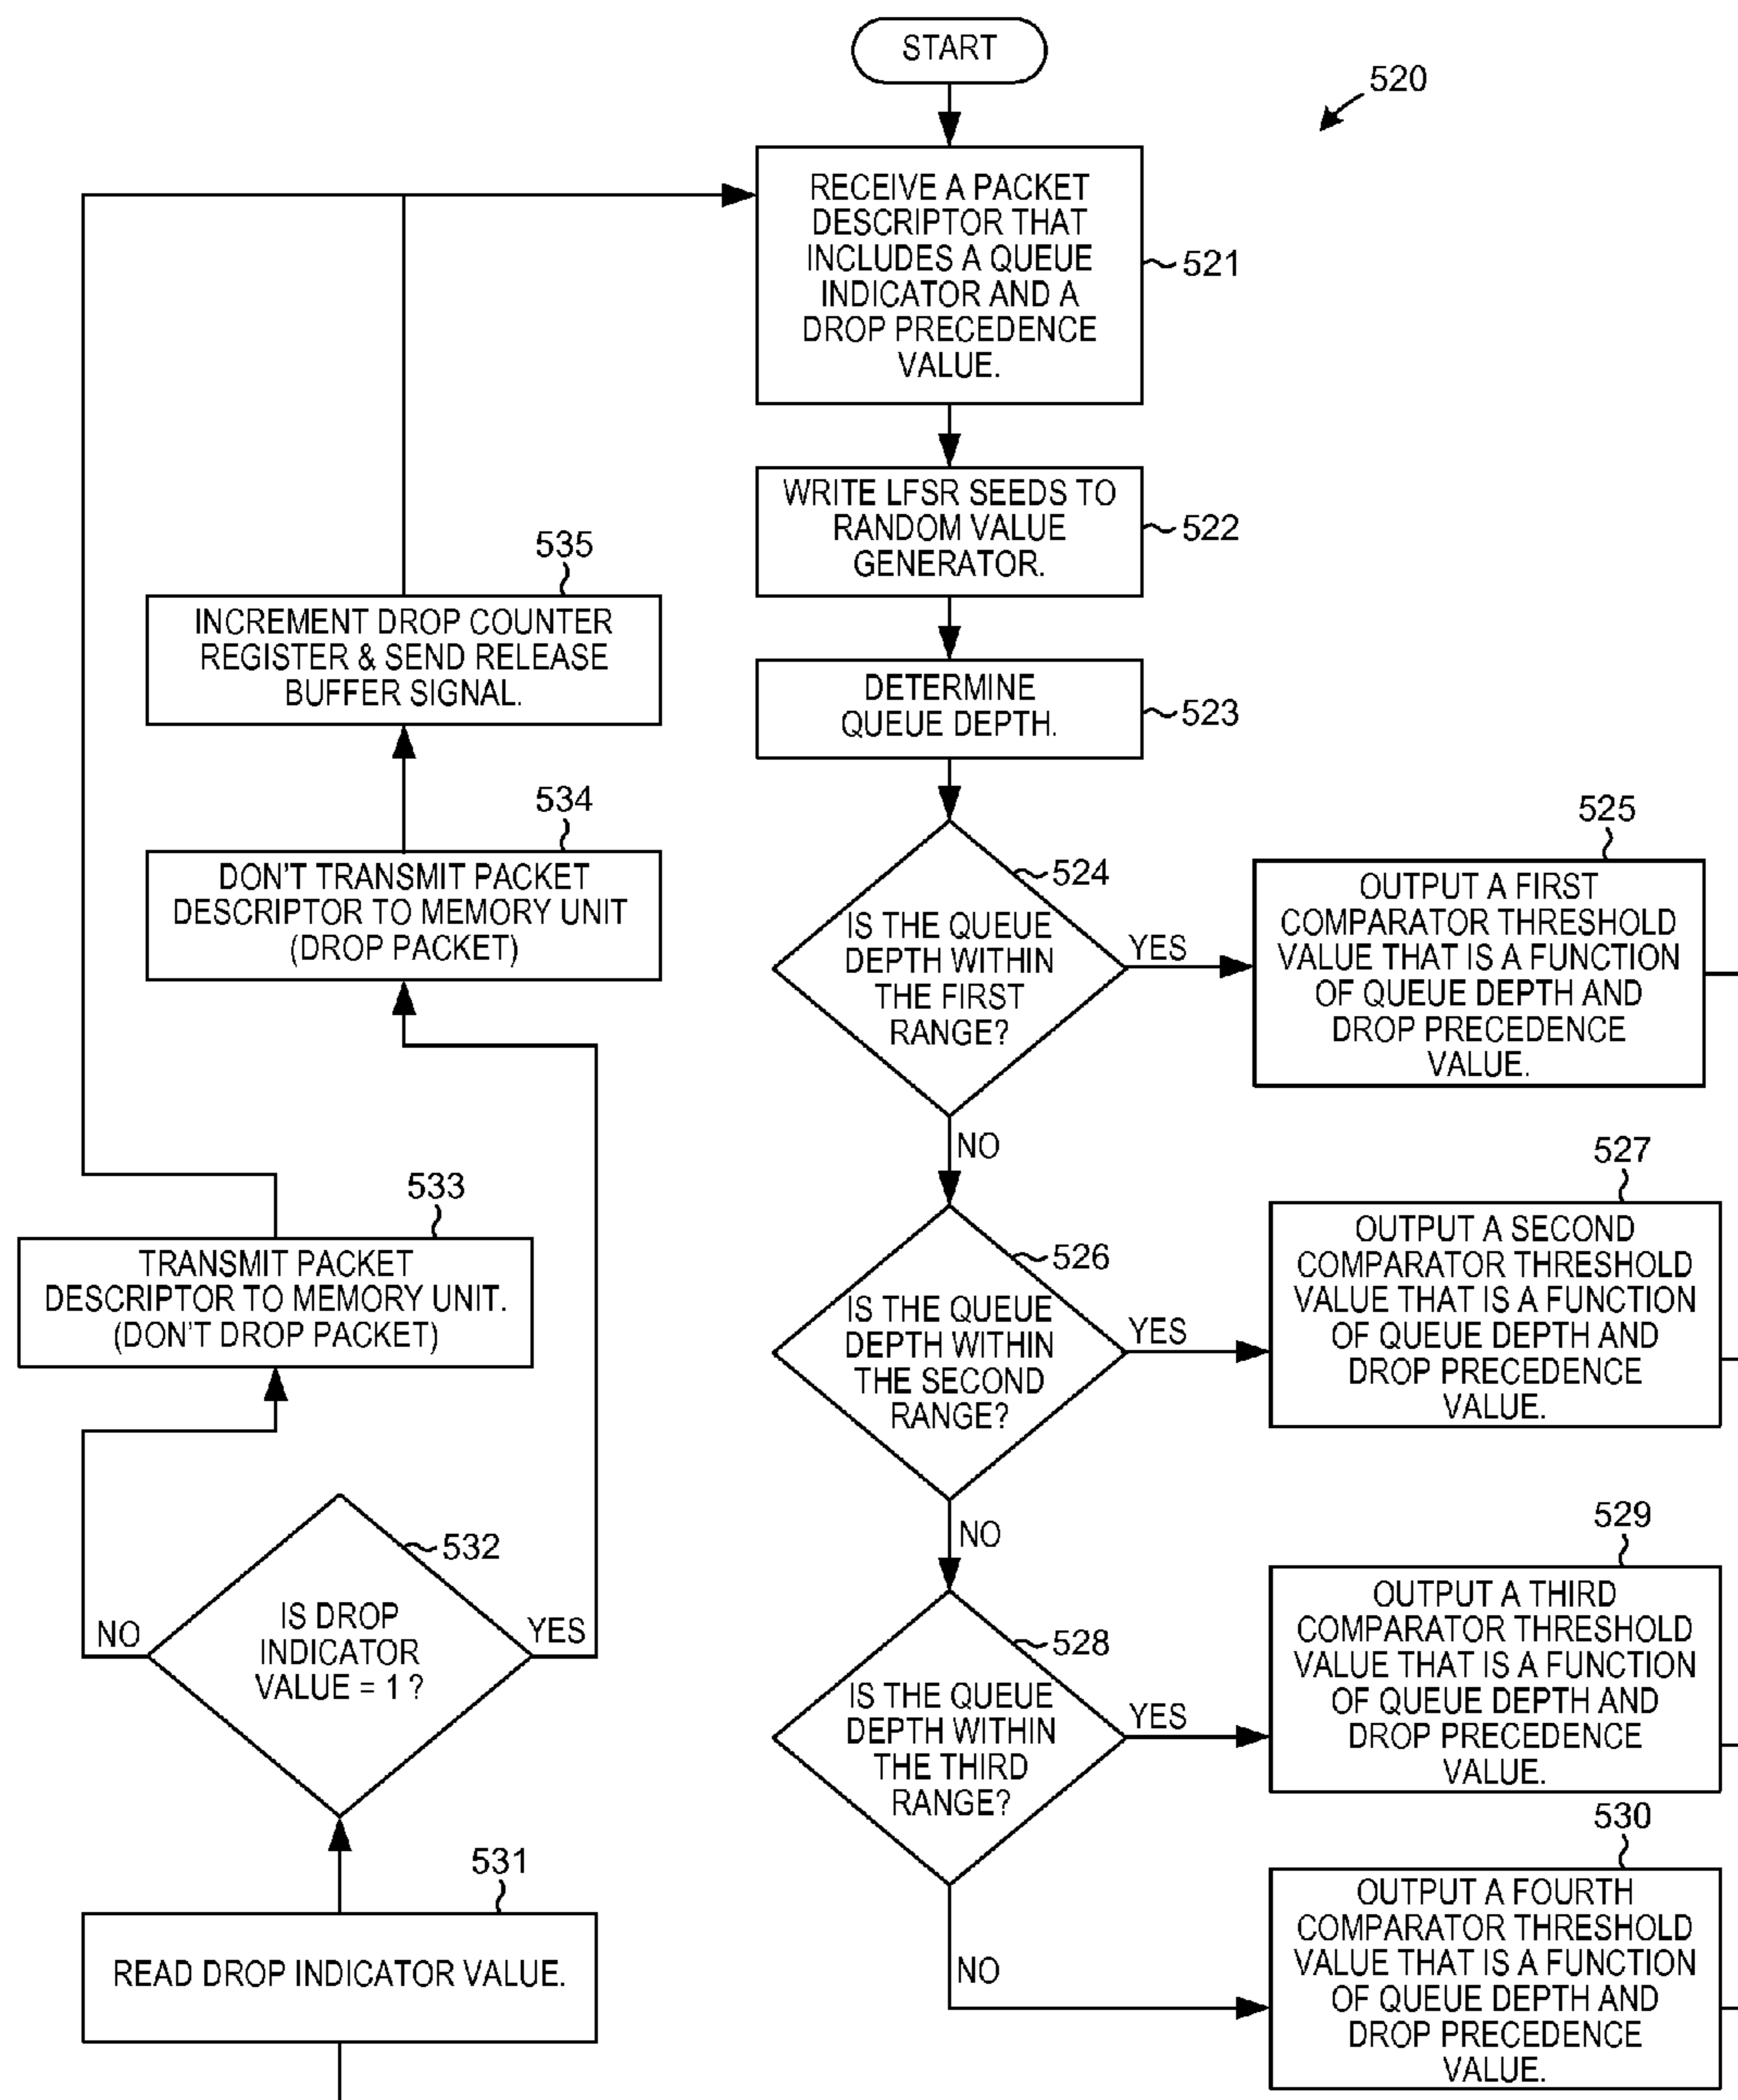 START
520
RECEIVE A PACKET
DESCRIPTOR THAT
INCLUDES A QUEUE
INDICATOR AND A
DROP PRECEDENCE
VALUE.
521
WRITE LFSR SEEDS TO
RANDOM VALUE
GENERATOR.
522
DETERMINE
QUEUE DEPTH.
523
524
IS THE QUEUE
DEPTH WITHIN
THE FIRST
RANGE?
YES
NO
525
OUTPUT A FIRST
COMPARATOR THRESHOLD
VALUE THAT IS A FUNCTION
OF QUEUE DEPTH AND
DROP PRECEDENCE
VALUE.
526
IS THE QUEUE
DEPTH WITHIN
THE SECOND
RANGE?
YES
NO
527
OUTPUT A SECOND
COMPARATOR THRESHOLD
VALUE THAT IS A FUNCTION
OF QUEUE DEPTH AND
DROP PRECEDENCE
VALUE.
528
IS THE QUEUE
DEPTH WITHIN
THE THIRD
RANGE?
YES
NO
529
OUTPUT A THIRD
COMPARATOR THRESHOLD
VALUE THAT IS A FUNCTION
OF QUEUE DEPTH AND
DROP PRECEDENCE
VALUE.
530
OUTPUT A FOURTH
COMPARATOR THRESHOLD
VALUE THAT IS A FUNCTION
OF QUEUE DEPTH AND
DROP PRECEDENCE
VALUE.
531
READ DROP INDICATOR VALUE.
532
IS DROP
INDICATOR
VALUE = 1 ?
NO
YES
533
TRANSMIT PACKET
DESCRIPTOR TO MEMORY UNIT.
(DON'T DROP PACKET)
534
DON'T TRANSMIT PACKET
DESCRIPTOR TO MEMORY UNIT
(DROP PACKET)
535
INCREMENT DROP COUNTER
REGISTER & SEND RELEASE
BUFFER SIGNAL.